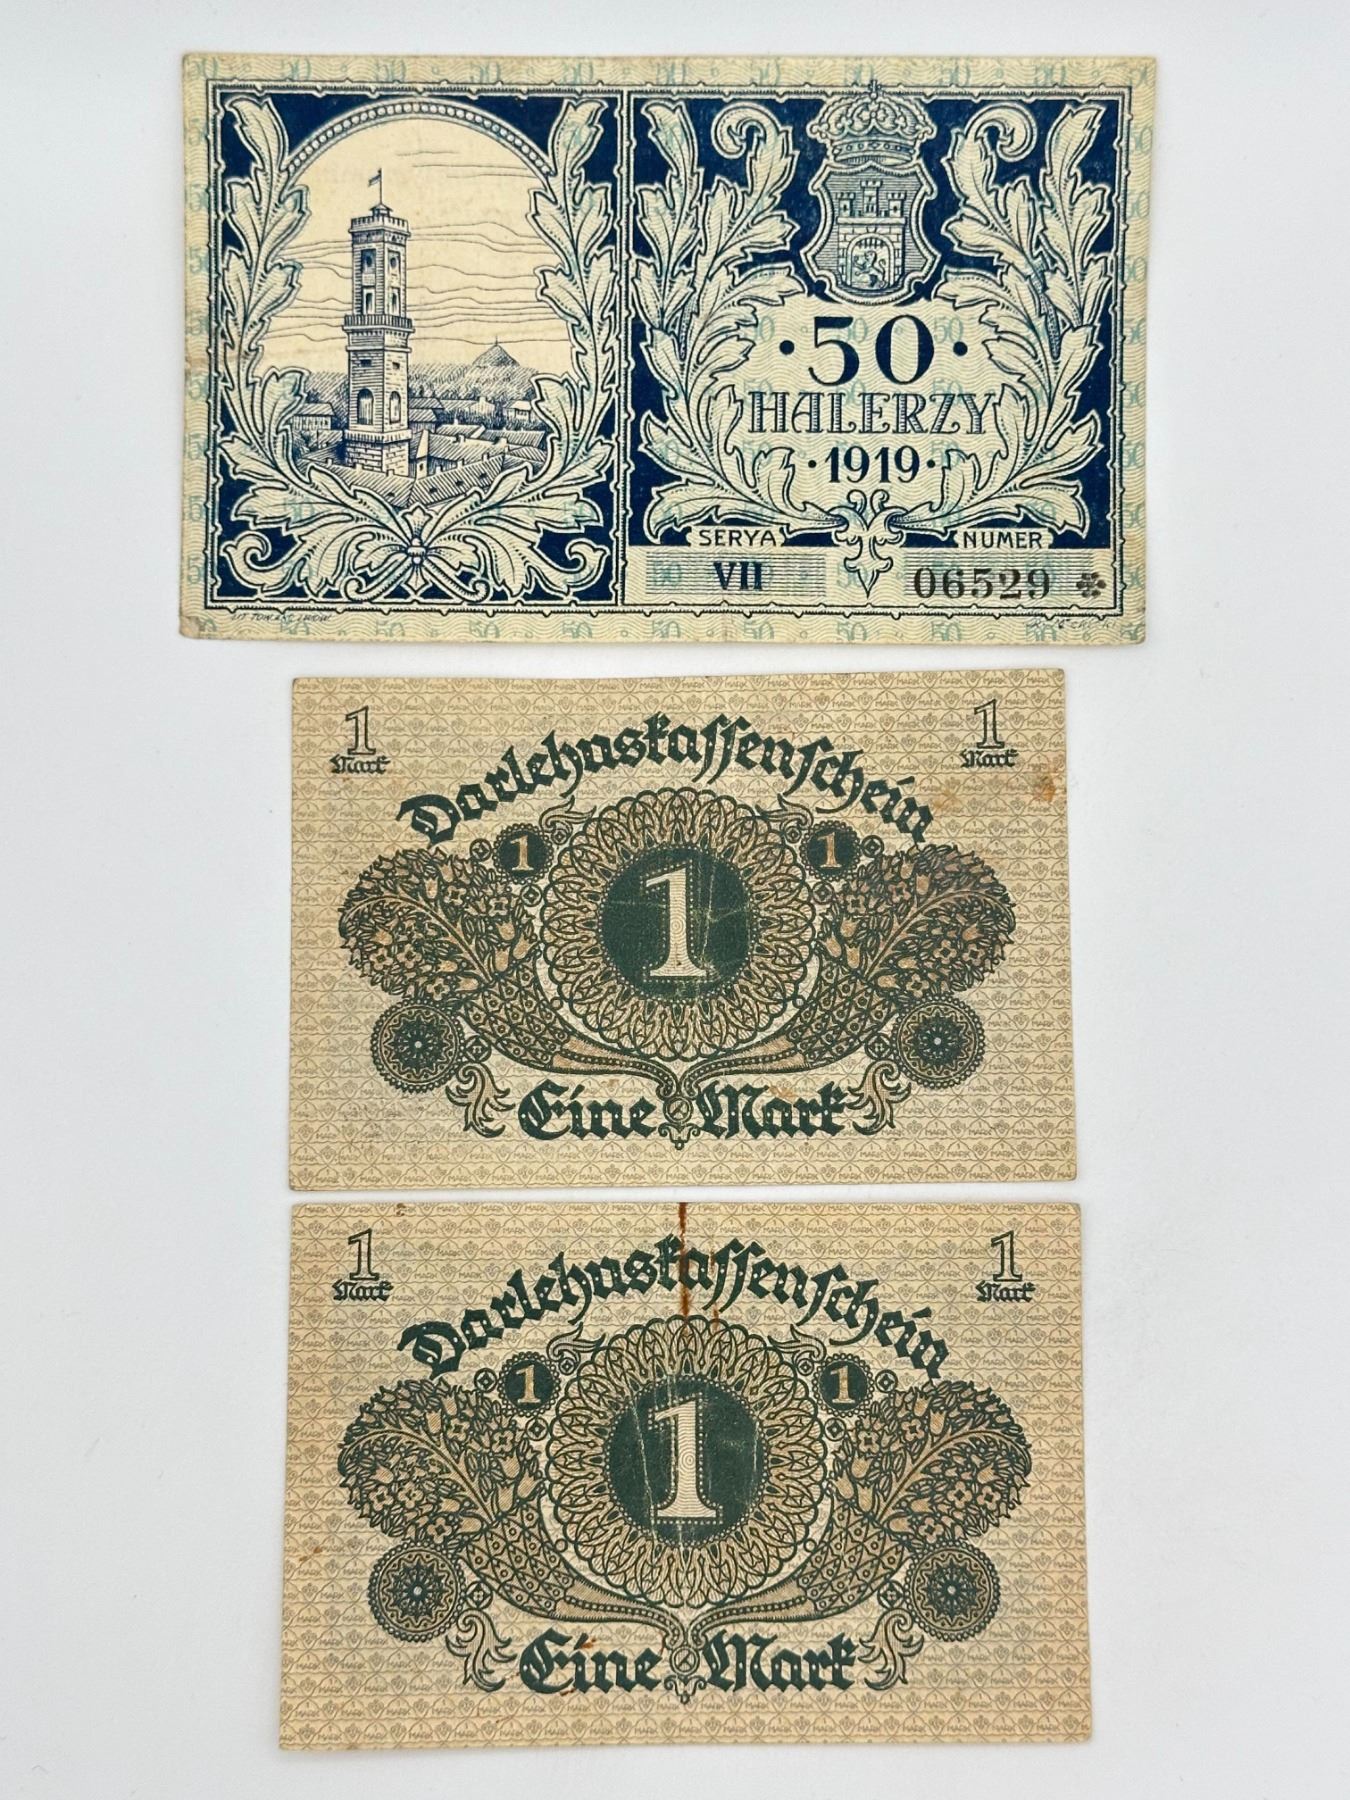 50
HALERZY
1919
SERYA
NUMER
VII
06529
1
Mark
1
Mark
Darlehnskassenschein
1
1
1
Eine Mark
1
Mark
1
Mark
Darlehnskassenschein
1
1
1
Eine Mark